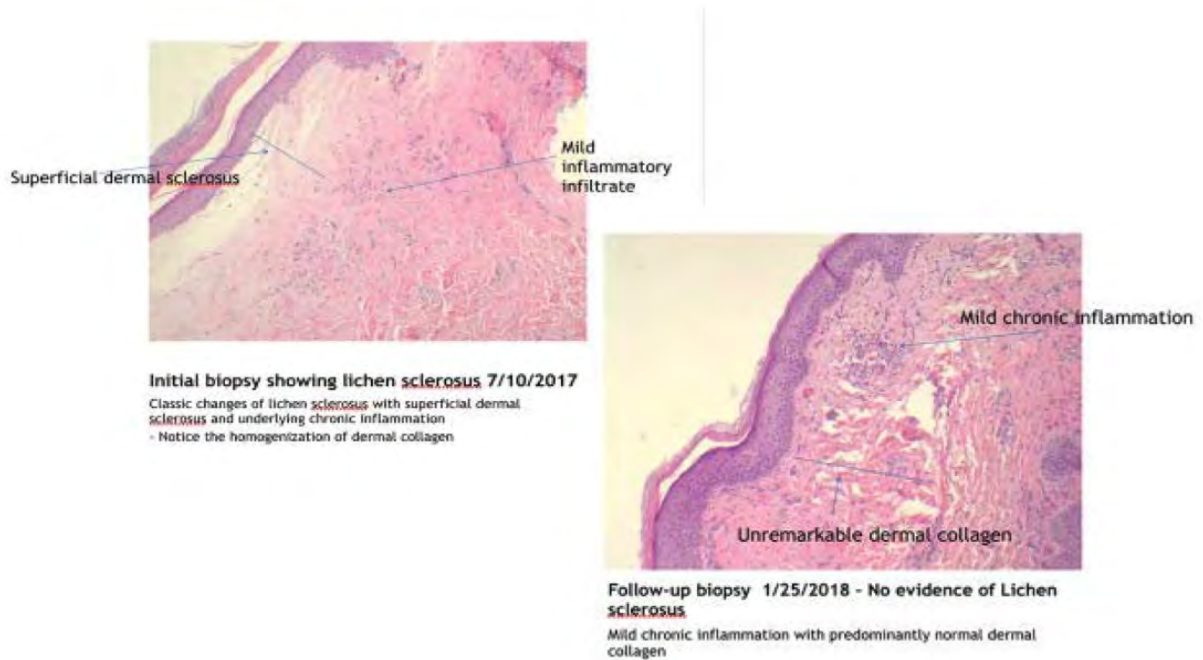 Superficial dermal sclerosus
Mild
inflammatory
infiltrate
Initial biopsy showing lichen sclerosus 7/10/2017
Classic changes of lichen sclerosus with superficial dermal
sclerosus and underlying chronic inflammation
- Notice the homogenization of dermal collagen
Mild chronic inflammation
Unremarkable dermal collagen
Follow-up biopsy 1/25/2018 - No evidence of Lichen
sclerosus
Mild chronic inflammation with predominantly normal dermal
collagen